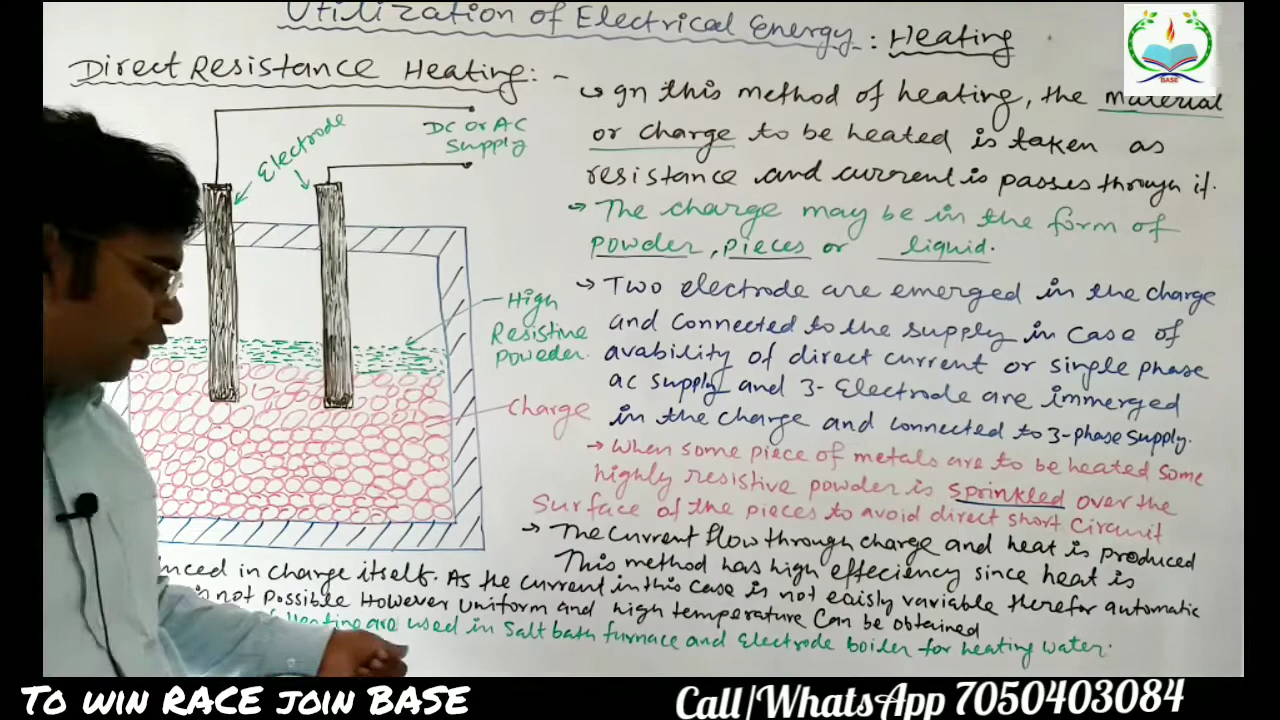 Utilization of Electrical Energy : Heating
BASE
Direct Resistance Heating: -
Electrode
DC or AC
Supply
High
Resistive
Powder.
Charge
→ In this method of heating, the material
or charge to be heated is taken as
resistance and current is passes through it.
→ The charge may be in the form of
powder, pieces or liquid.
→ Two electrode are emerged in the charge
and connected to the supply in case of
avability of direct current or single phase
ac supply and 3-Electrode are immerged
in the charge and connected to 3-phase supply.
→ When some piece of metals are to be heated some
highly resistive powder is sprinkled over the
surface of the pieces to avoid direct short circuit
→ The current flow through charge and heat is produced
This method has high effeciency since heat is
in charge itself. As the current in this case is not eaisly variable therefor automatic
is not possible However uniform and high temperature can be obtained
are used in Salt bath furnace and Electrode boiler for heating water.
To win RACE join BASE
Call/WhatsApp 7050403084